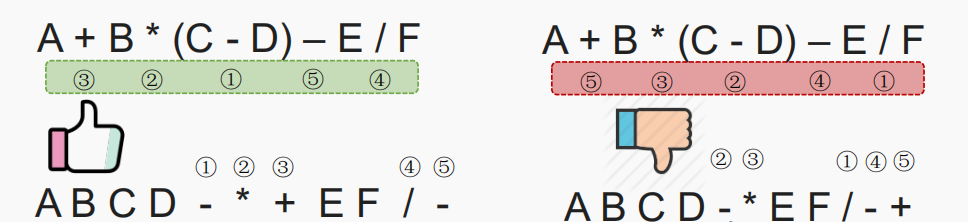 A + B * (C - D) – E / F
③ ② ① ⑤ ④
① ② ③ ④ ⑤
A B C D - * + E F / -
A + B * (C - D) – E / F
⑤ ③ ② ④ ①
② ③ ① ④ ⑤
A B C D - * E F / - +